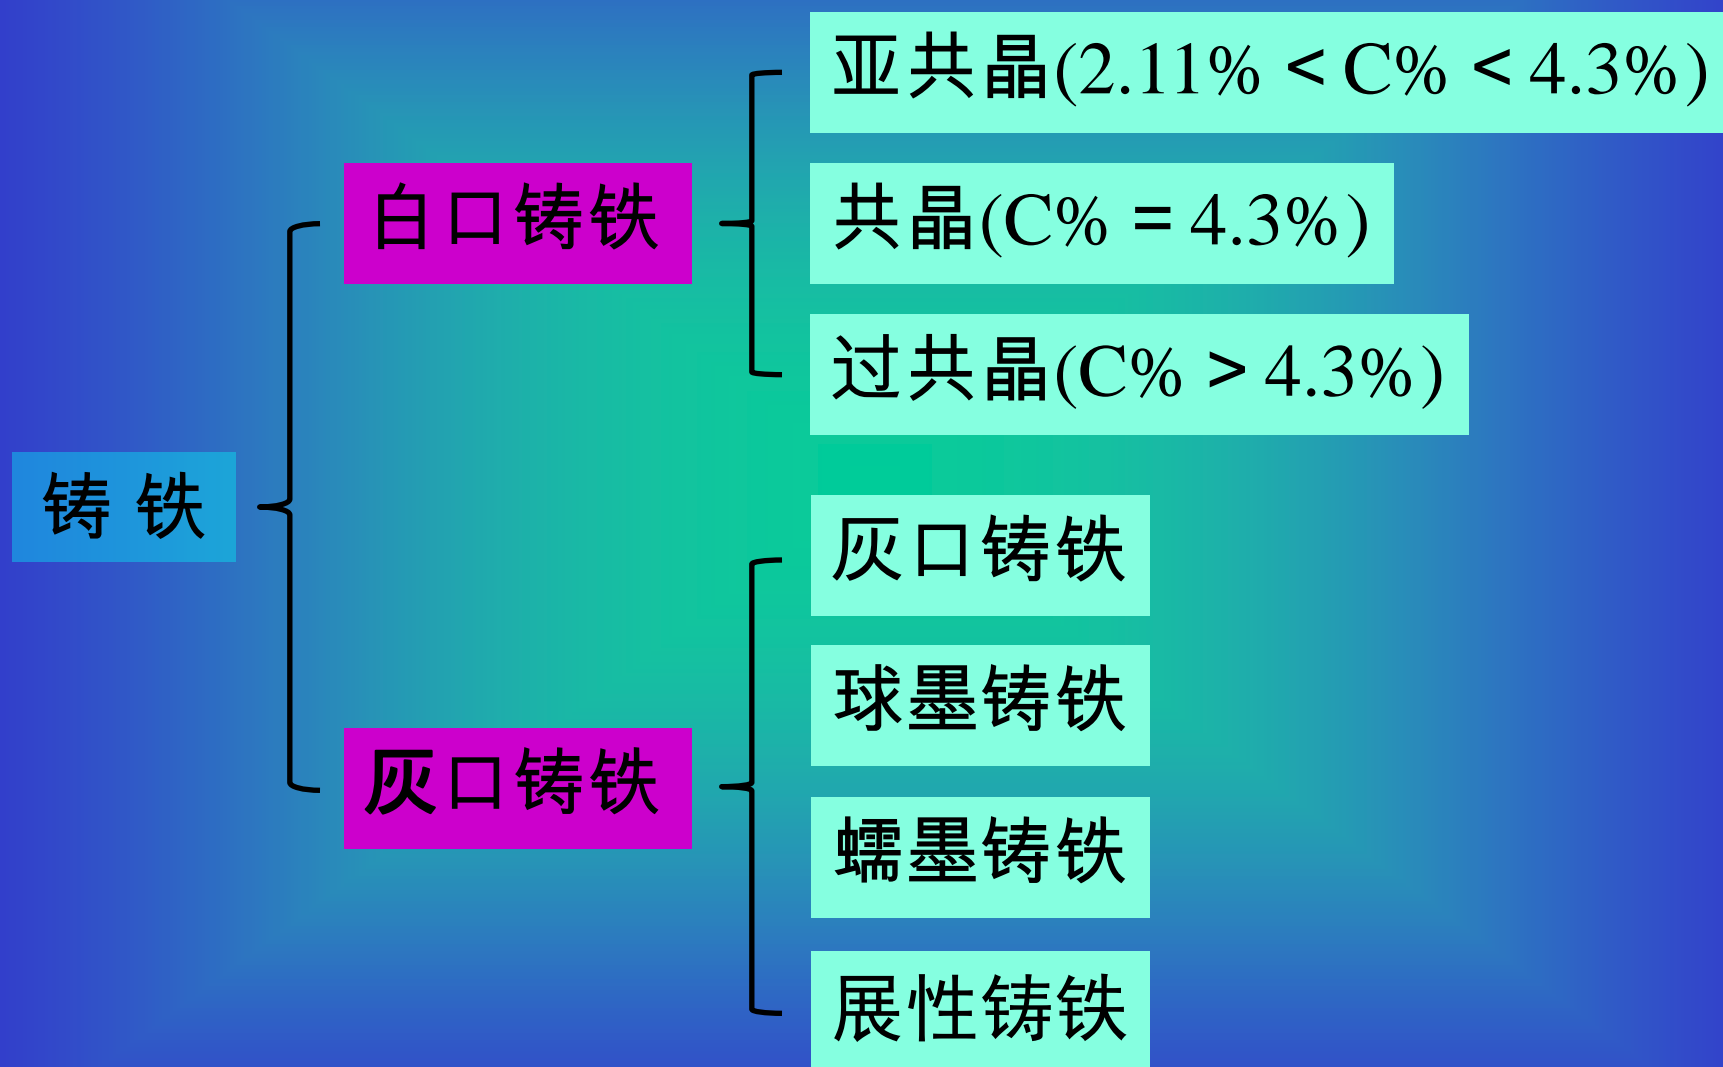 铸 铁
白口铸铁
亚共晶(2.11% < C% < 4.3%)
共晶(C% = 4.3%)
过共晶(C% > 4.3%)
灰口铸铁
灰口铸铁
球墨铸铁
蠕墨铸铁
展性铸铁